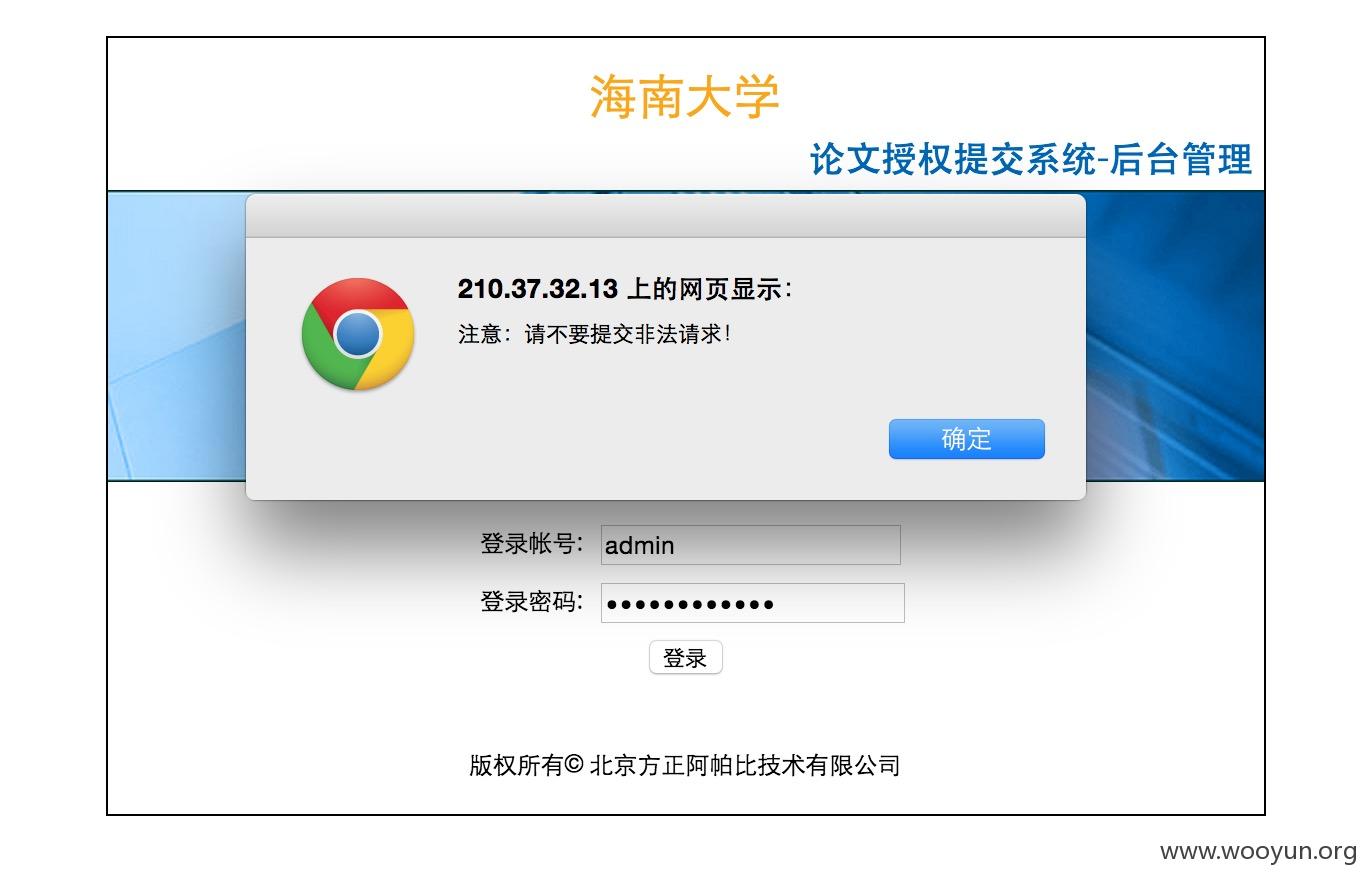 海南大学
论文授权提交系统-后台管理
210.37.32.13 上的网页显示：
注意：请不要提交非法请求！
确定
登录帐号： admin
登录密码： ••••••••••••
登录
版权所有© 北京方正阿帕比技术有限公司
www.wooyun.org